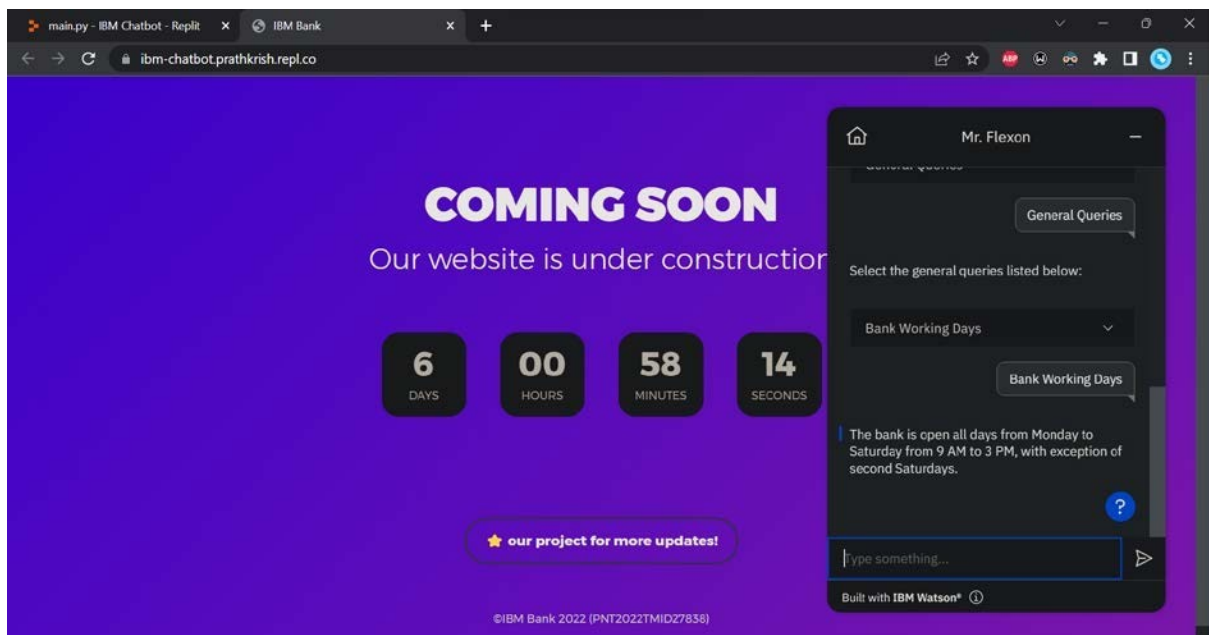 main.py - IBM Chatbot - Replit
IBM Bank
ibm-chatbot.prathkrish.repl.co
ABP
COMING SOON
Our website is under construction
6
DAYS
00
HOURS
58
MINUTES
14
SECONDS
⭐ our project for more updates!
©IBM Bank 2022 (PNT2022TMID27838)
Mr. Flexon
General Queries
General Queries
Select the general queries listed below:
Bank Working Days
Bank Working Days
The bank is open all days from Monday to
Saturday from 9 AM to 3 PM, with exception of
second Saturdays.
?
Type something...
Built with IBM Watson®